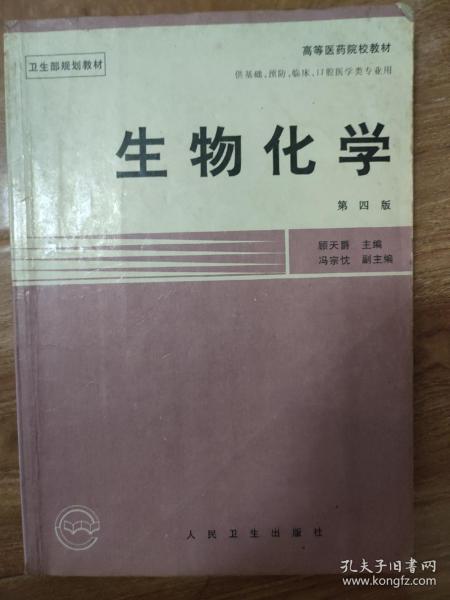 高等医药院校教材
卫生部规划教材
供基础、预防、临床、口腔医学类专业用
生物化学
第四版
顾天爵 主编
冯宗忱 副主编
人民卫生出版社
孔夫子旧书网
www.kongfz.com